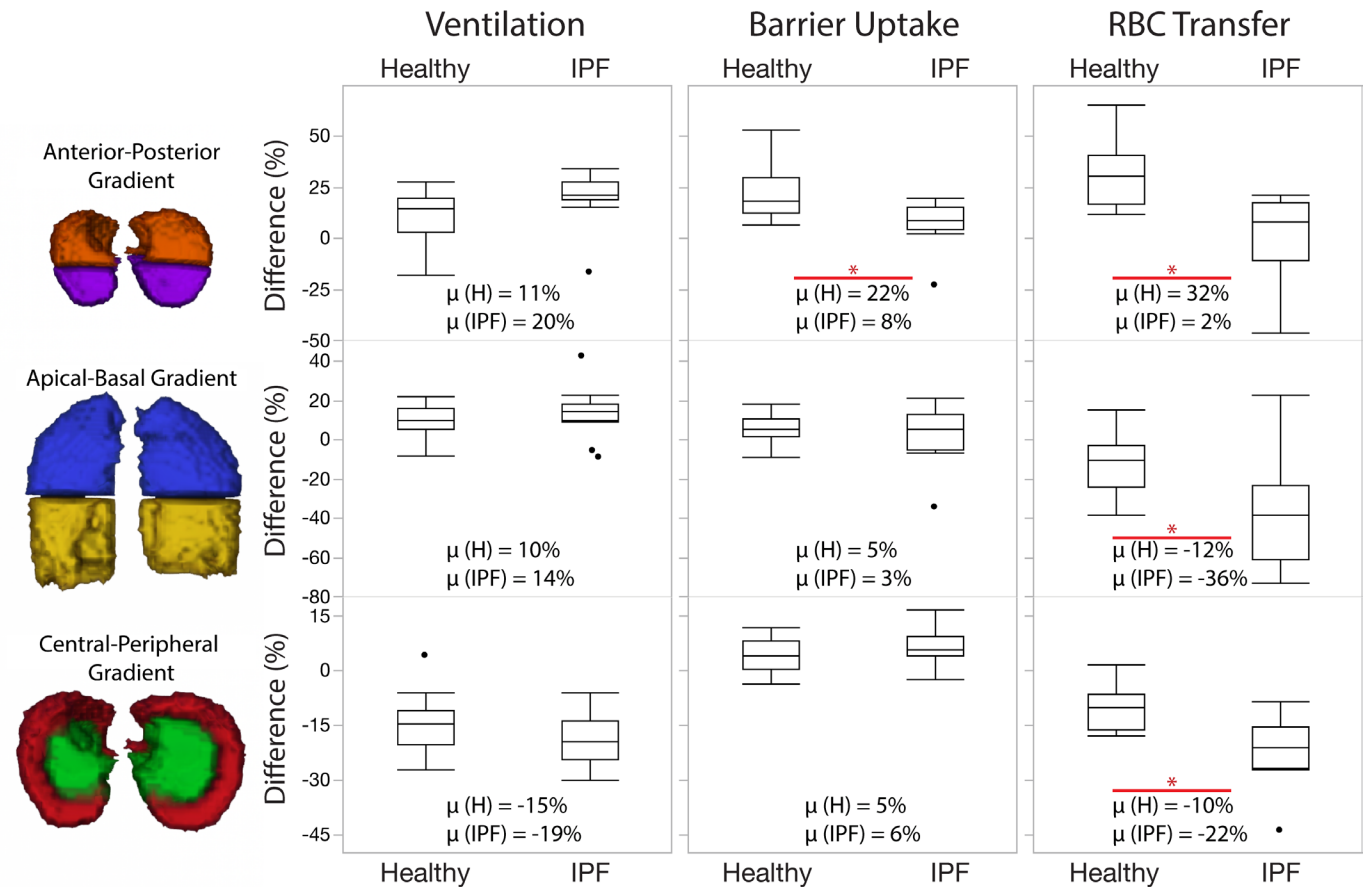 Ventilation Barrier Uptake RBC Transfer
Healthy IPF Healthy IPF Healthy IPF
Anterior-Posterior
Gradient
Difference (%)
50
25
0
-25
-50
*
μ (H) = 11%
μ (IPF) = 20%
*
μ (H) = 22%
μ (IPF) = 8%
*
μ (H) = 32%
μ (IPF) = 2%
Apical-Basal Gradient
Difference (%)
40
20
0
-20
-40
-60
-80
μ (H) = 10%
μ (IPF) = 14%
μ (H) = 5%
μ (IPF) = 3%
*
μ (H) = -12%
μ (IPF) = -36%
Central-Peripheral
Gradient
Difference (%)
15
0
-15
-30
-45
μ (H) = -15%
μ (IPF) = -19%
μ (H) = 5%
μ (IPF) = 6%
*
μ (H) = -10%
μ (IPF) = -22%
Healthy IPF Healthy IPF Healthy IPF